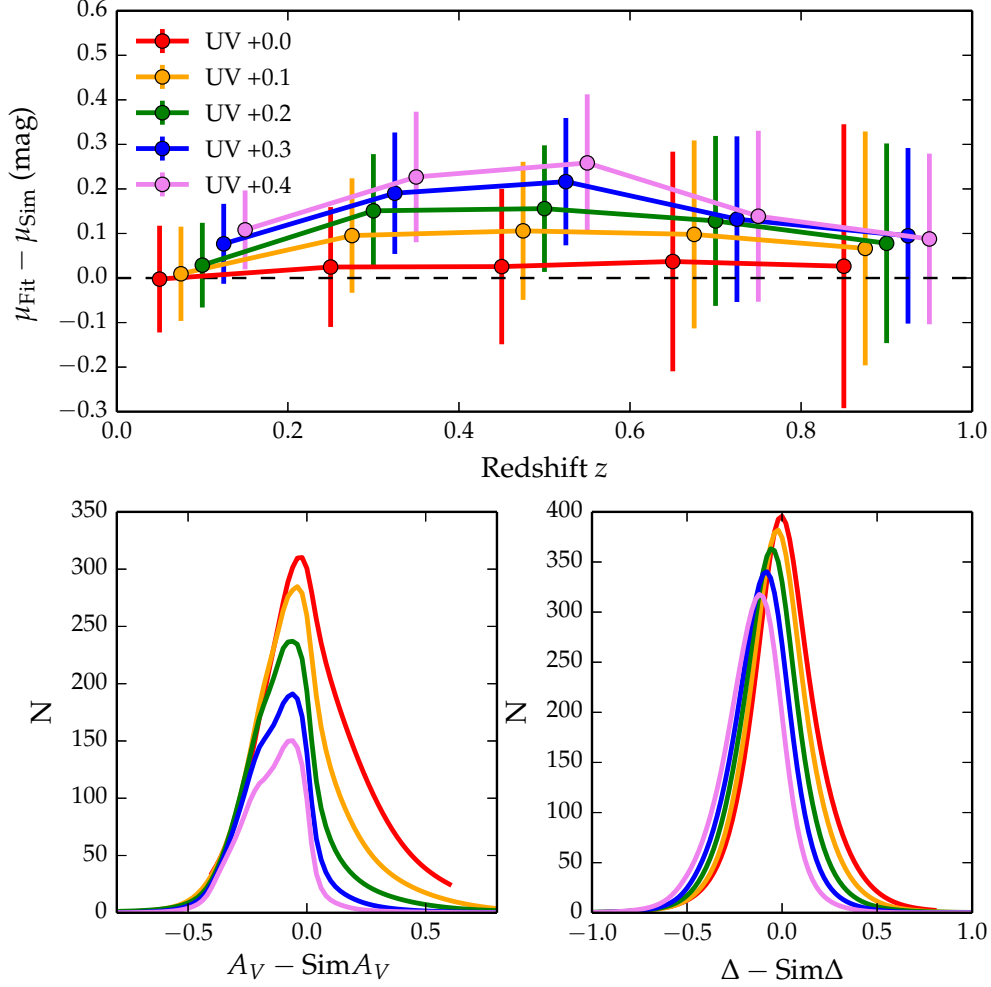 0.6
0.5
0.4
0.3
0.2
0.1
0.0
−0.1
−0.2
−0.3
μFit − μSim (mag)
UV +0.0
UV +0.1
UV +0.2
UV +0.3
UV +0.4
0.0 0.2 0.4 0.6 0.8 1.0
Redshift z
350
300
250
200
150
100
50
0
N
−0.5 0.0 0.5
AV − SimAV
400
350
300
250
200
150
100
50
0
N
−1.0 −0.5 0.0 0.5 1.0
Δ − SimΔ